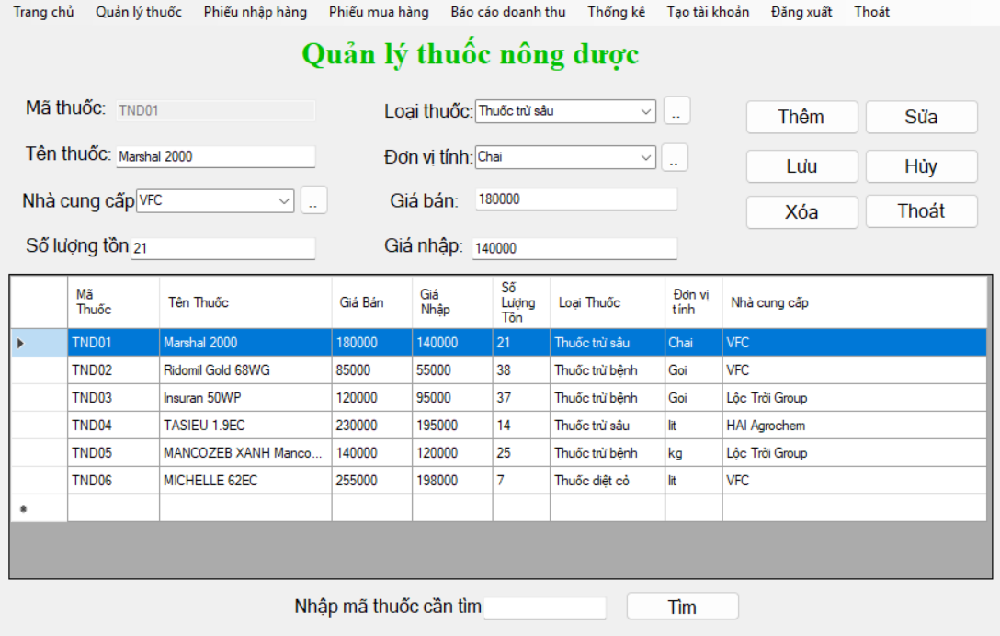 Trang chủ Quản lý thuốc Phiếu nhập hàng Phiếu mua hàng Báo cáo doanh thu Thống kê Tạo tài khoản Đăng xuất Thoát
Quản lý thuốc nông dược
Mã thuốc: TND01 Loại thuốc: Thuốc trừ sâu .. Thêm Sửa
Tên thuốc: Marshal 2000 Đơn vị tính: Chai .. Lưu Hủy
Nhà cung cấp VFC .. Giá bán: 180000 Xóa Thoát
Số lượng tồn 21 Giá nhập: 140000
Mã Thuốc Tên Thuốc Giá Bán Giá Nhập Số Lượng Tồn Loại Thuốc Đơn vị tính Nhà cung cấp
TND01 Marshal 2000 180000 140000 21 Thuốc trừ sâu Chai VFC
TND02 Ridomil Gold 68WG 85000 55000 38 Thuốc trừ bệnh Goi VFC
TND03 Insuran 50WP 120000 95000 37 Thuốc trừ bệnh Goi Lộc Trời Group
TND04 TASIEU 1.9EC 230000 195000 14 Thuốc trừ sâu lit HAI Agrochem
TND05 MANCOZEB XANH Manco... 140000 120000 25 Thuốc trừ bệnh kg Lộc Trời Group
TND06 MICHELLE 62EC 255000 198000 7 Thuốc diệt cỏ lit VFC
Nhập mã thuốc cần tìm Tìm